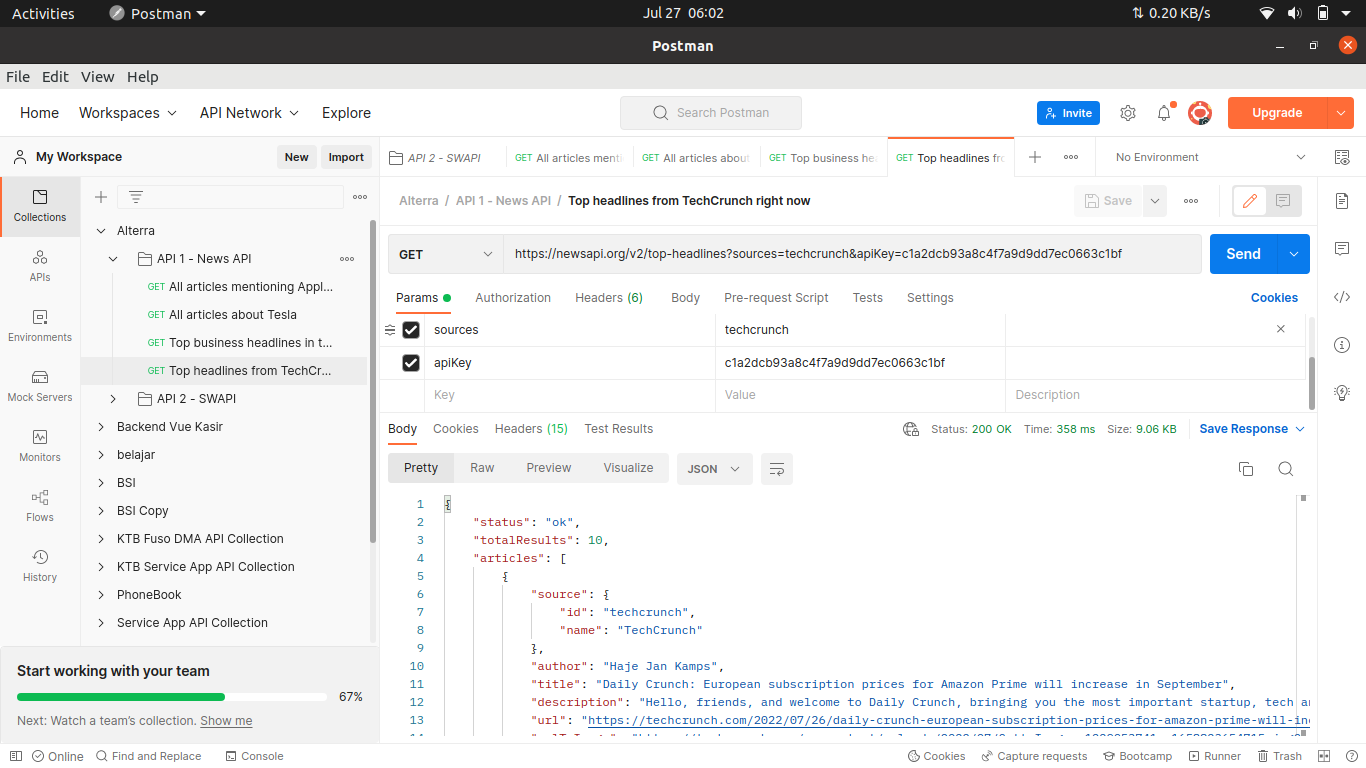 Activities Postman Jul 27 06:02 0.20 KB/s
Postman
File Edit View Help
Home Workspaces API Network Explore Search Postman Invite Upgrade
My Workspace New Import API 2 - SWAPI GET All articles menti GET All articles about GET Top business he GET Top headlines fr No Environment
Alterra / API 1 - News API / Top headlines from TechCrunch right now Save
GET https://newsapi.org/v2/top-headlines?sources=techcrunch&apiKey=c1a2dcb93a8c4f7a9d9dd7ec0663c1bf Send
Params Authorization Headers (6) Body Pre-request Script Tests Settings Cookies
sources techcrunch
apiKey c1a2dcb93a8c4f7a9d9dd7ec0663c1bf
Key Value Description
Collections
APIs
Environments
Mock Servers
Monitors
Flows
History
Alterra
API 1 - News API
GET All articles mentioning Appl...
GET All articles about Tesla
GET Top business headlines in t...
GET Top headlines from TechCr...
API 2 - SWAPI
Backend Vue Kasir
belajar
BSI
BSI Copy
KTB Fuso DMA API Collection
KTB Service App API Collection
PhoneBook
Service App API Collection
Start working with your team
67%
Next: Watch a team's collection. Show me
Body Cookies Headers (15) Test Results Status: 200 OK Time: 358 ms Size: 9.06 KB Save Response
Pretty Raw Preview Visualize JSON
1 {
2 "status": "ok",
3 "totalResults": 10,
4 "articles": [
5 {
6 "source": {
7 "id": "techcrunch",
8 "name": "TechCrunch"
9 },
10 "author": "Haje Jan Kamps",
11 "title": "Daily Crunch: European subscription prices for Amazon Prime will increase in September",
12 "description": "Hello, friends, and welcome to Daily Crunch, bringing you the most important startup, tech a
13 "url": "https://techcrunch.com/2022/07/26/daily-crunch-european-subscription-prices-for-amazon-prime-will-in
Online Find and Replace Console Cookies Capture requests Bootcamp Runner Trash